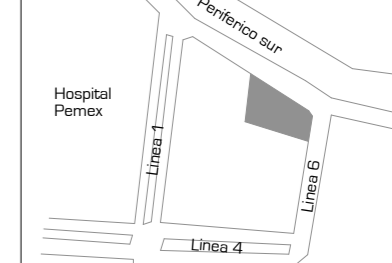 Periferico sur
Hospital
Pemex
Linea 1
Linea 6
Linea 4